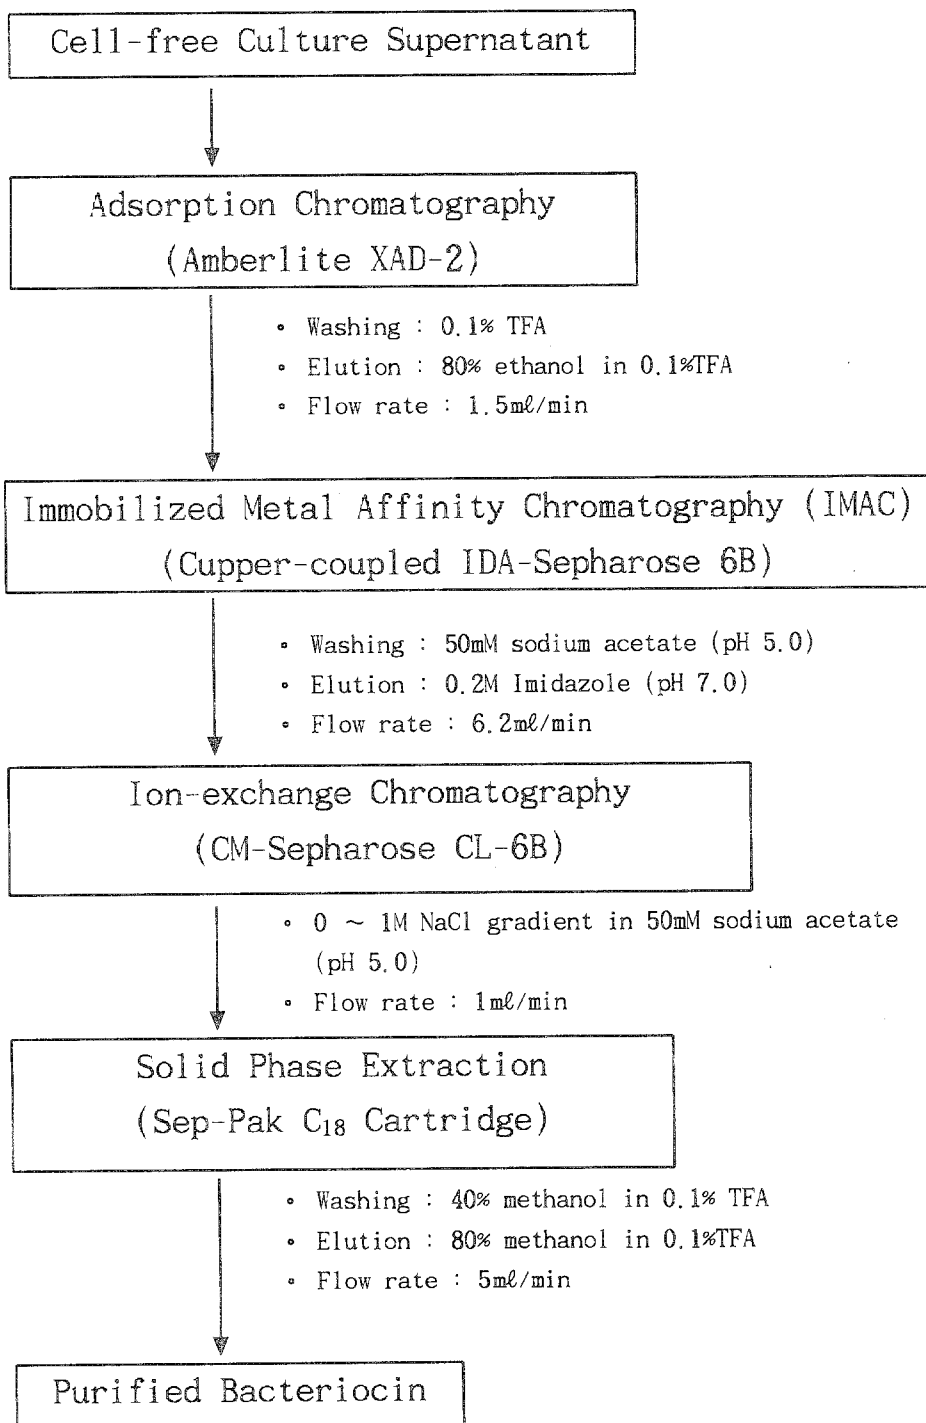 Cell-free Culture Supernatant
Adsorption Chromatography
(Amberlite XAD-2)
∘ Washing : 0.1% TFA
∘ Elution : 80% ethanol in 0.1%TFA
∘ Flow rate : 1.5mℓ/min
Immobilized Metal Affinity Chromatography (IMAC)
(Cupper-coupled IDA-Sepharose 6B)
∘ Washing : 50mM sodium acetate (pH 5.0)
∘ Elution : 0.2M Imidazole (pH 7.0)
∘ Flow rate : 6.2mℓ/min
Ion-exchange Chromatography
(CM-Sepharose CL-6B)
∘ 0 ~ 1M NaCl gradient in 50mM sodium acetate
(pH 5.0)
∘ Flow rate : 1mℓ/min
Solid Phase Extraction
(Sep-Pak C₁₈ Cartridge)
∘ Washing : 40% methanol in 0.1% TFA
∘ Elution : 80% methanol in 0.1%TFA
∘ Flow rate : 5mℓ/min
Purified Bacteriocin